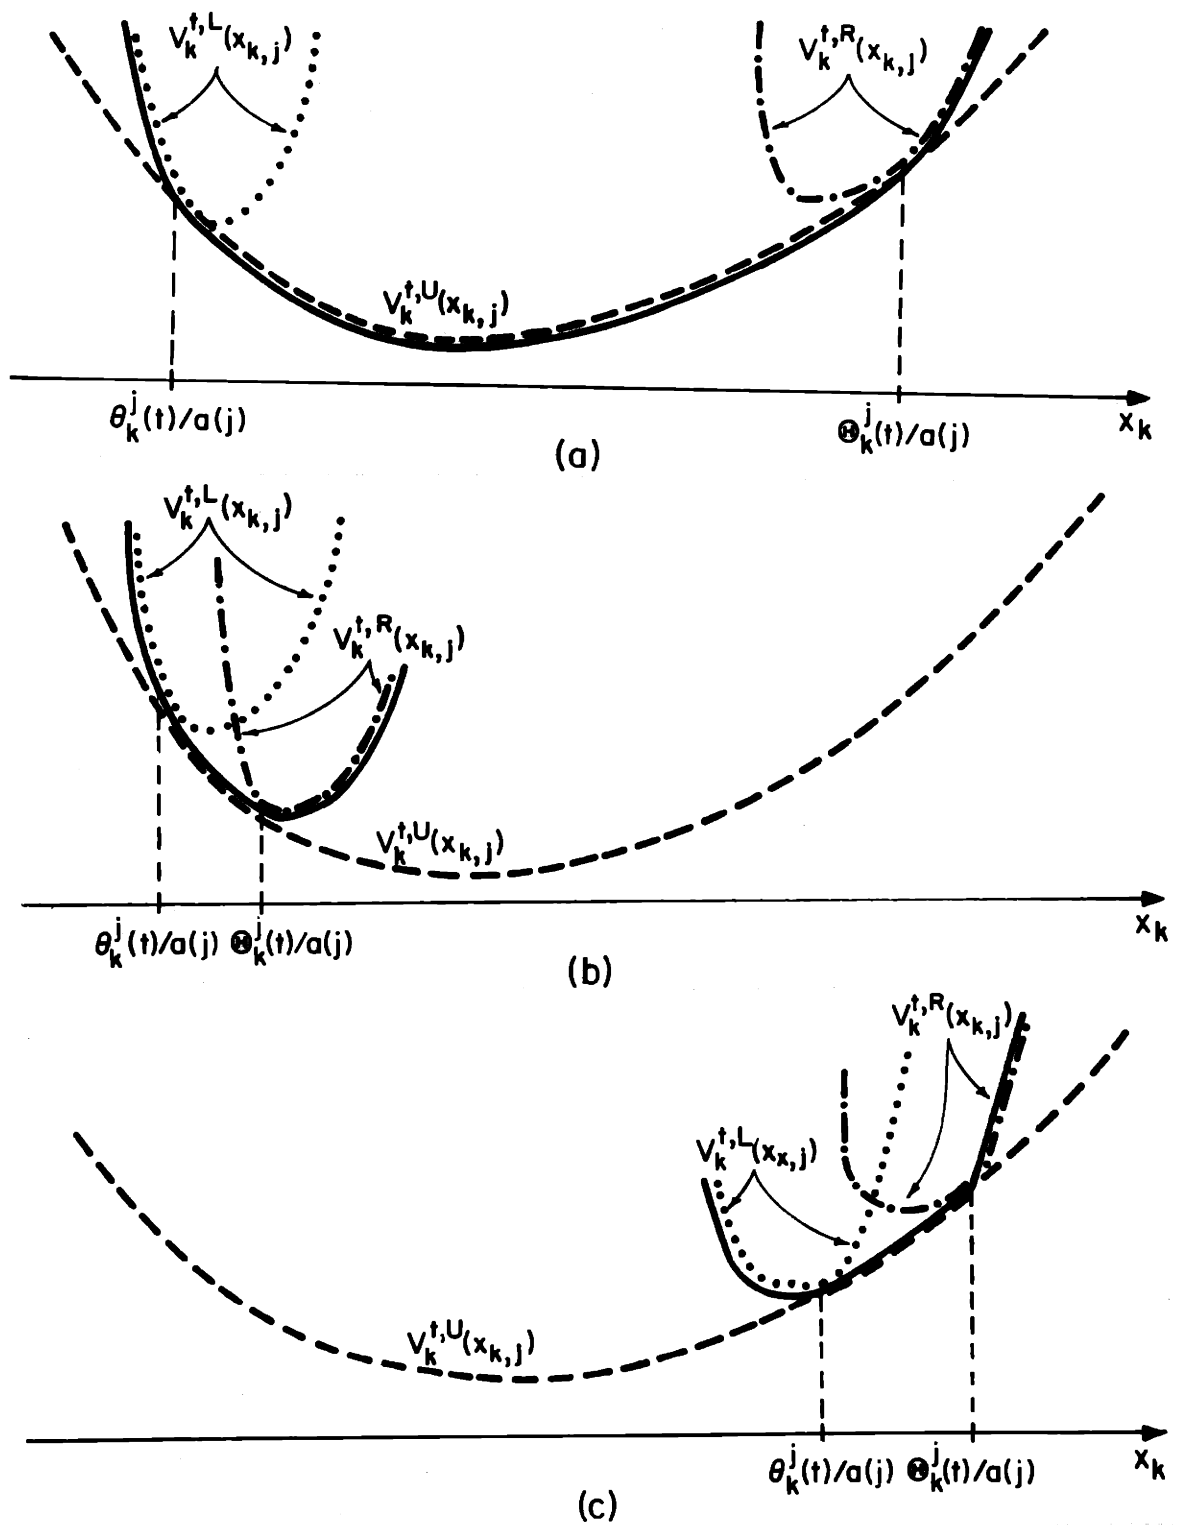 V_k^{t,L}(x_{k,j})
V_k^{t,R}(x_{k,j})
V_k^{t,U}(x_{k,j})
θ_k^j(t)/a(j)
Θ_k^j(t)/a(j)
x_k
(a)
V_k^{t,L}(x_{k,j})
V_k^{t,R}(x_{k,j})
V_k^{t,U}(x_{k,j})
θ_k^j(t)/a(j) Θ_k^j(t)/a(j)
x_k
(b)
V_k^{t,R}(x_{k,j})
V_k^{t,L}(x_{x,j})
V_k^{t,U}(x_{k,j})
θ_k^j(t)/a(j) Θ_k^j(t)/a(j)
x_k
(c)